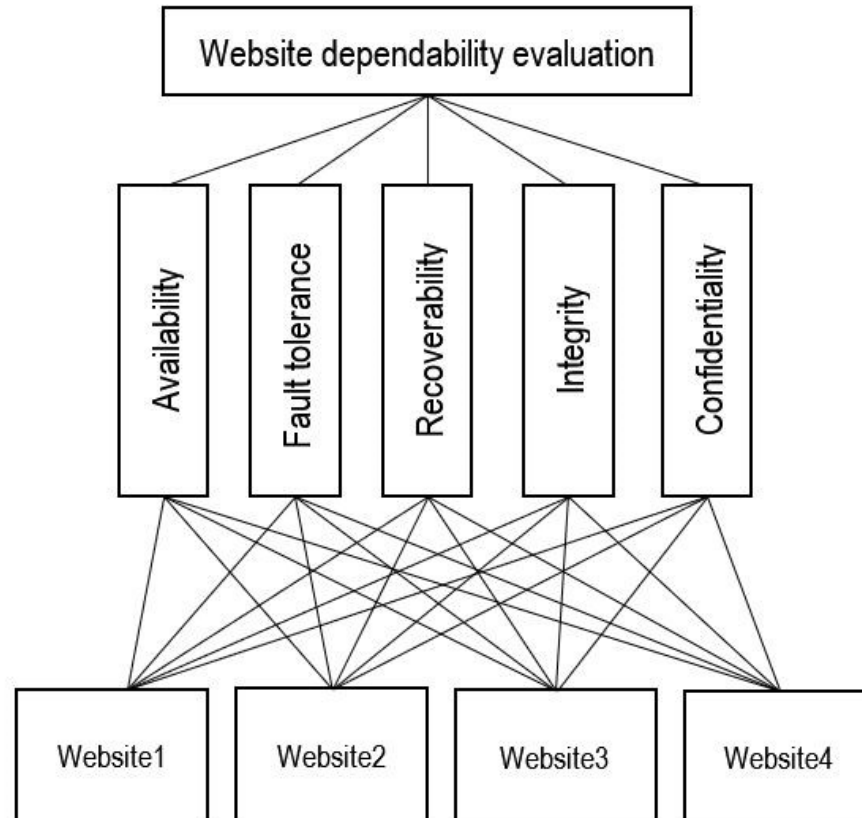 Website dependability evaluation
Availability
Fault tolerance
Recoverability
Integrity
Confidentiality
Website1
Website2
Website3
Website4